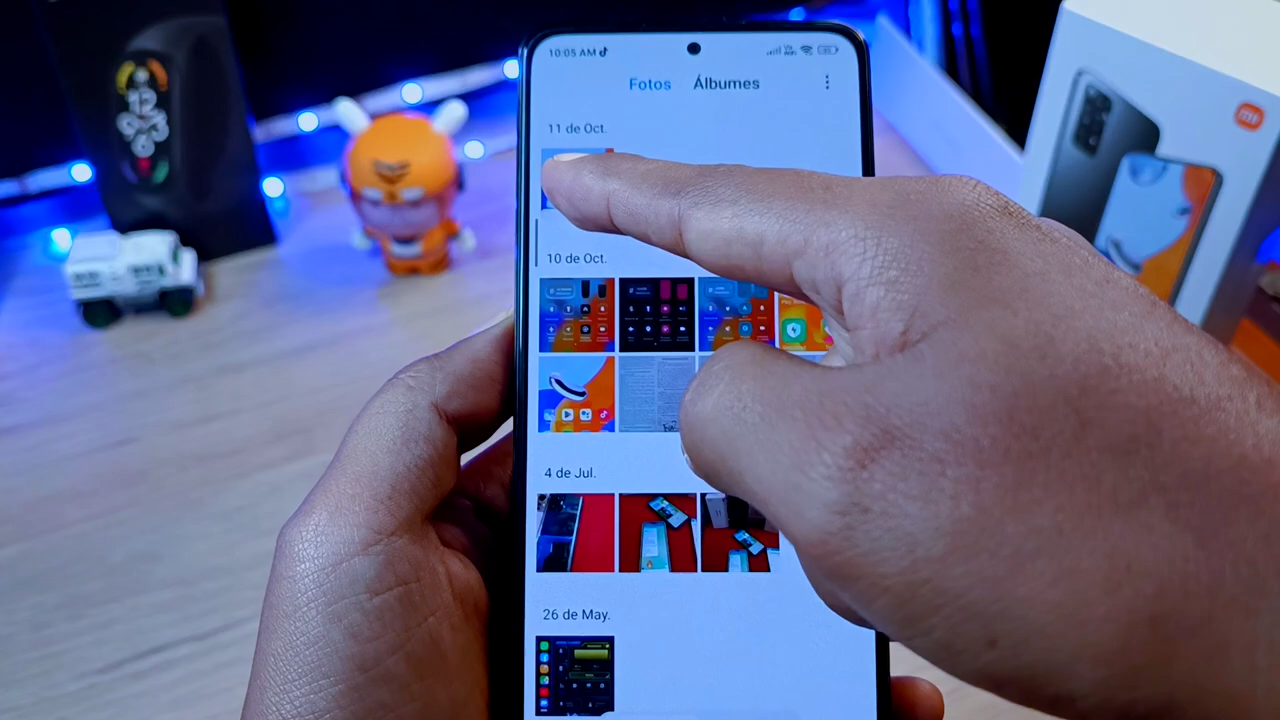 10:05 AM
Fotos Álbumes
11 de Oct.
10 de Oct.
4 de Jul.
26 de May.